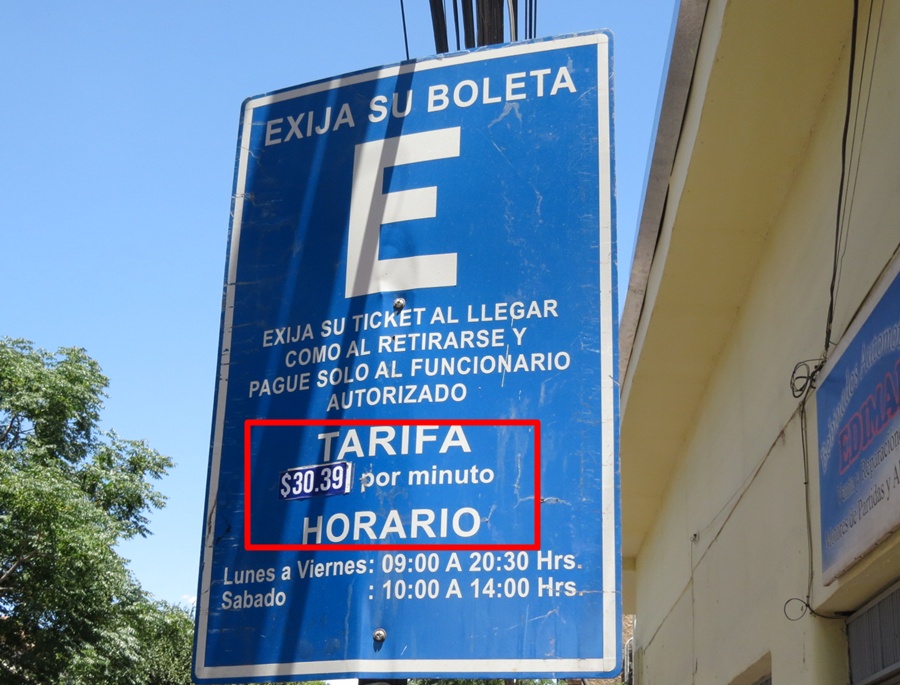 EXIJA SU BOLETA
E
EXIJA SU TICKET AL LLEGAR
COMO AL RETIRARSE Y
PAGUE SOLO AL FUNCIONARIO
AUTORIZADO
TARIFA
$30.39 por minuto
HORARIO
Lunes a Viernes: 09:00 A 20:30 Hrs.
Sabado : 10:00 A 14:00 Hrs.